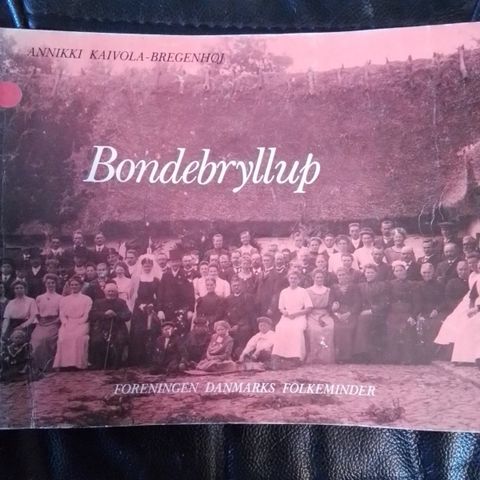 ANNIKKI KAIVOLA-BREGENHØJ
Bondebryllup
FORENINGEN DANMARKS FOLKEMINDER